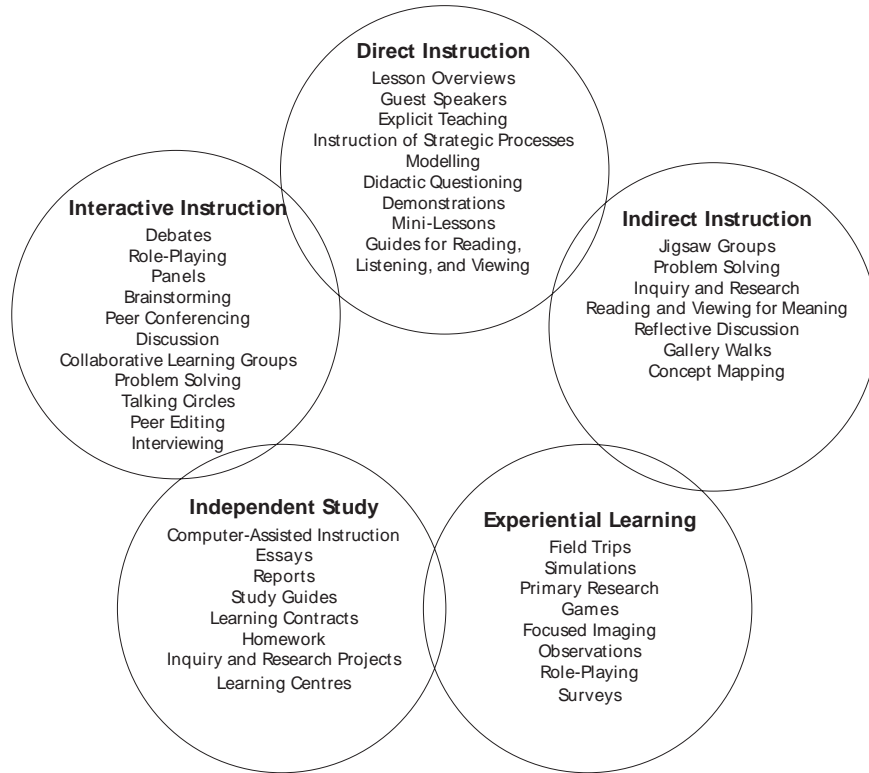 Direct Instruction
Lesson Overviews
Guest Speakers
Explicit Teaching
Instruction of Strategic Processes
Modelling
Didactic Questioning
Demonstrations
Mini-Lessons
Guides for Reading,
Listening, and Viewing
Interactive Instruction
Debates
Role-Playing
Panels
Brainstorming
Peer Conferencing
Discussion
Collaborative Learning Groups
Problem Solving
Talking Circles
Peer Editing
Interviewing
Indirect Instruction
Jigsaw Groups
Problem Solving
Inquiry and Research
Reading and Viewing for Meaning
Reflective Discussion
Gallery Walks
Concept Mapping
Independent Study
Computer-Assisted Instruction
Essays
Reports
Study Guides
Learning Contracts
Homework
Inquiry and Research Projects
Learning Centres
Experiential Learning
Field Trips
Simulations
Primary Research
Games
Focused Imaging
Observations
Role-Playing
Surveys